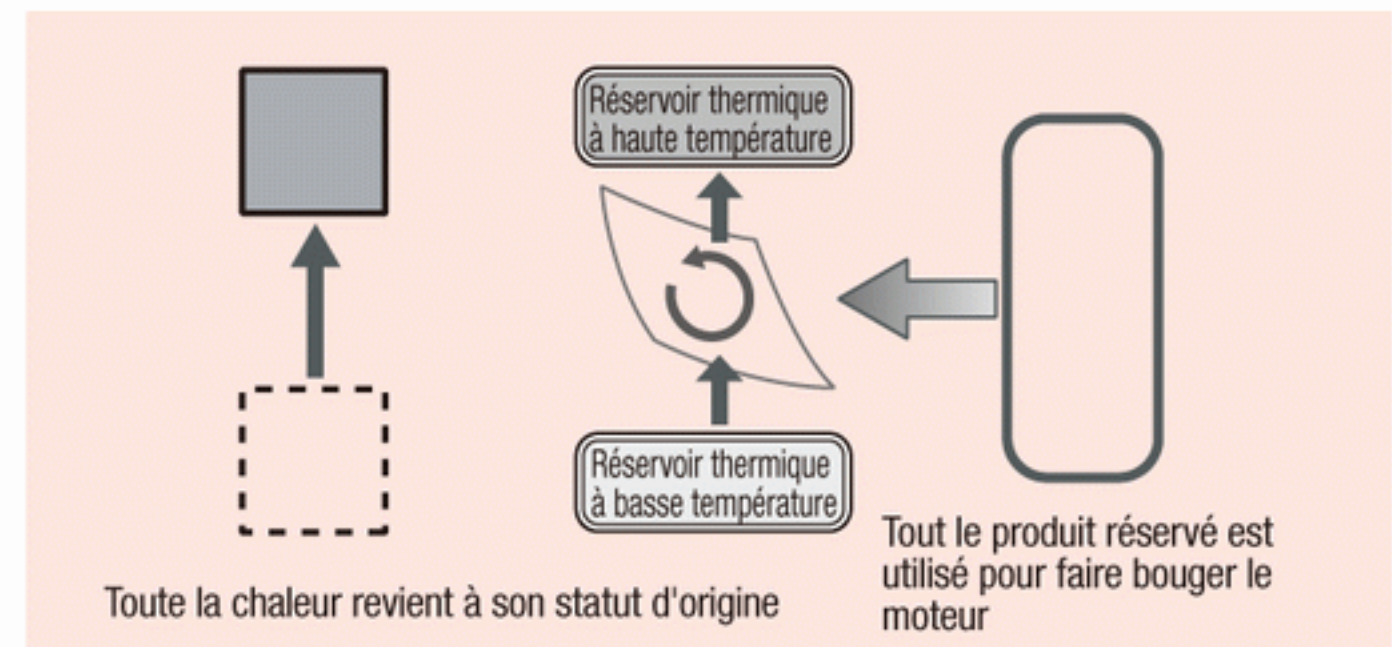 Réservoir thermique
à haute température
Réservoir thermique
à basse température
Toute la chaleur revient à son statut d'origine
Tout le produit réservé est
utilisé pour faire bouger le
moteur